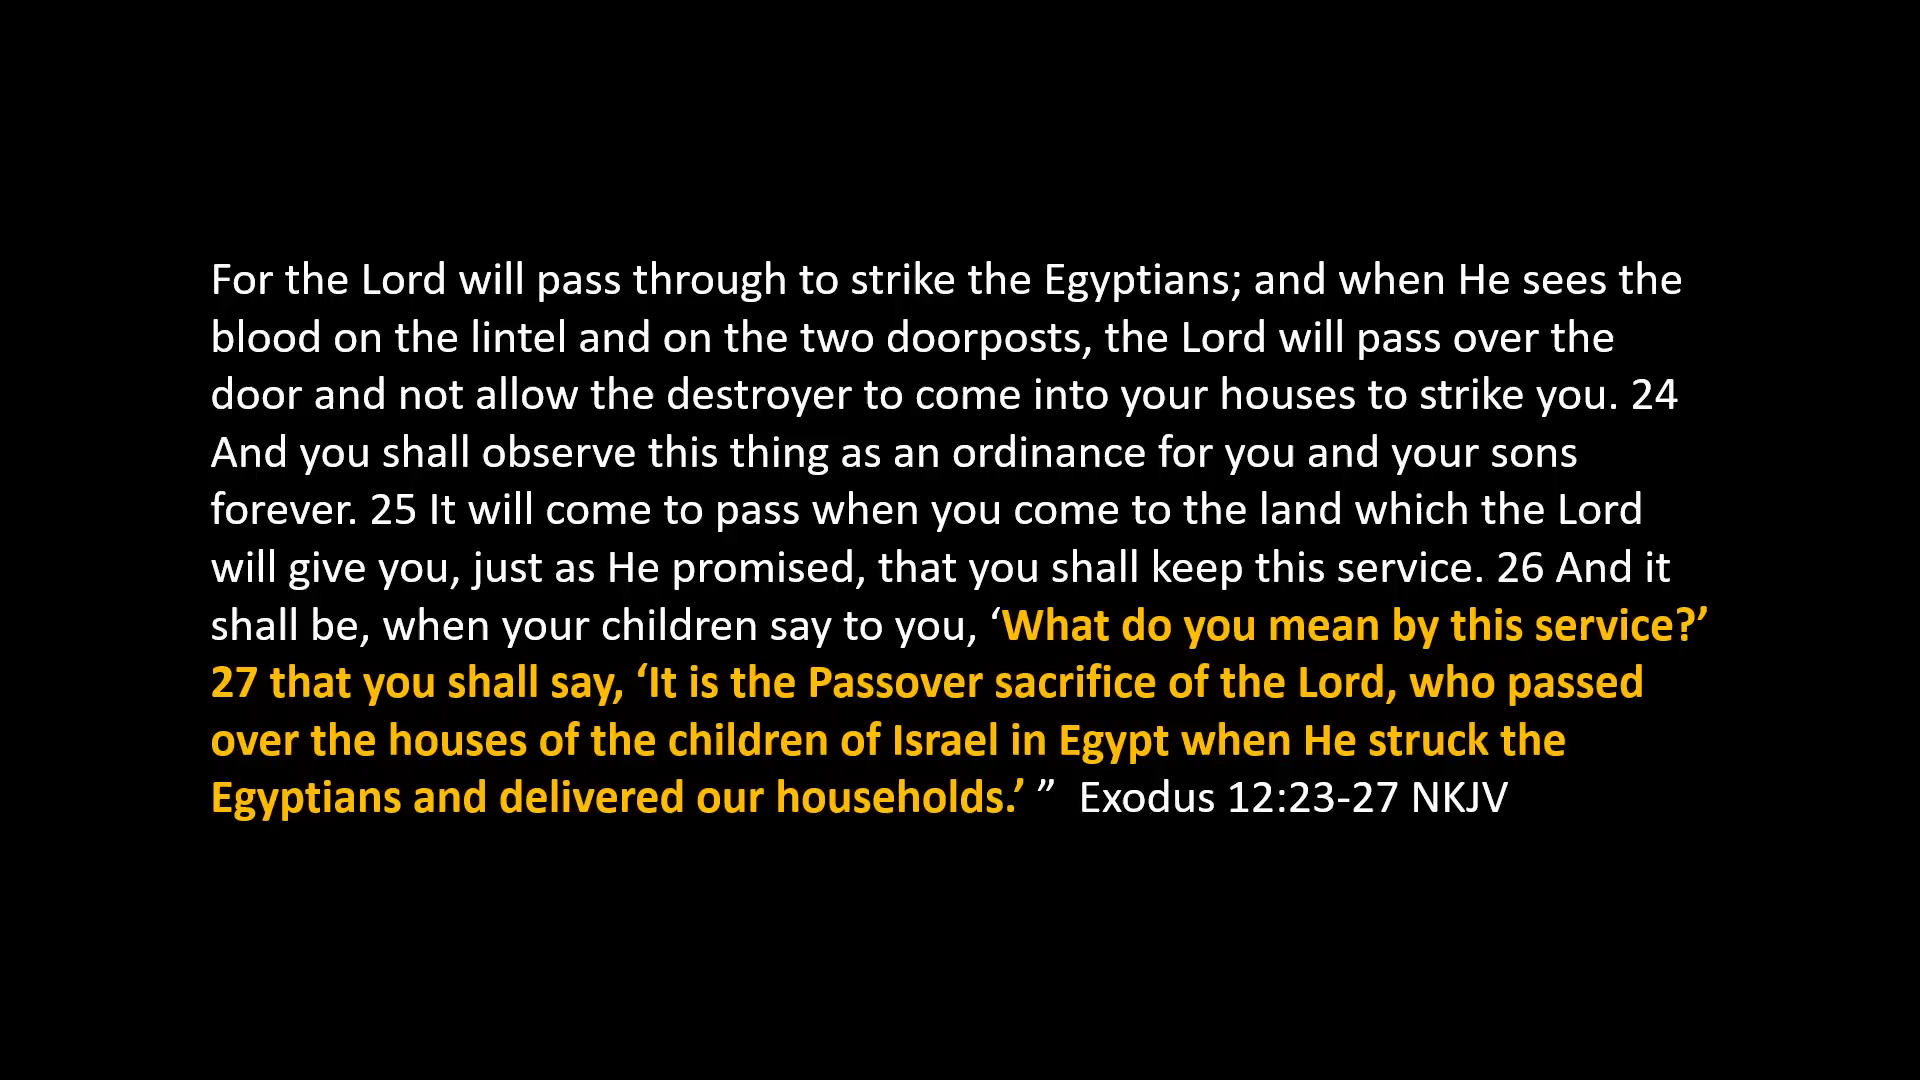 For the Lord will pass through to strike the Egyptians; and when He sees the
blood on the lintel and on the two doorposts, the Lord will pass over the
door and not allow the destroyer to come into your houses to strike you. 24
And you shall observe this thing as an ordinance for you and your sons
forever. 25 It will come to pass when you come to the land which the Lord
will give you, just as He promised, that you shall keep this service. 26 And it
shall be, when your children say to you, ‘What do you mean by this service?’
27 that you shall say, ‘It is the Passover sacrifice of the Lord, who passed
over the houses of the children of Israel in Egypt when He struck the
Egyptians and delivered our households.’ ”  Exodus 12:23-27 NKJV